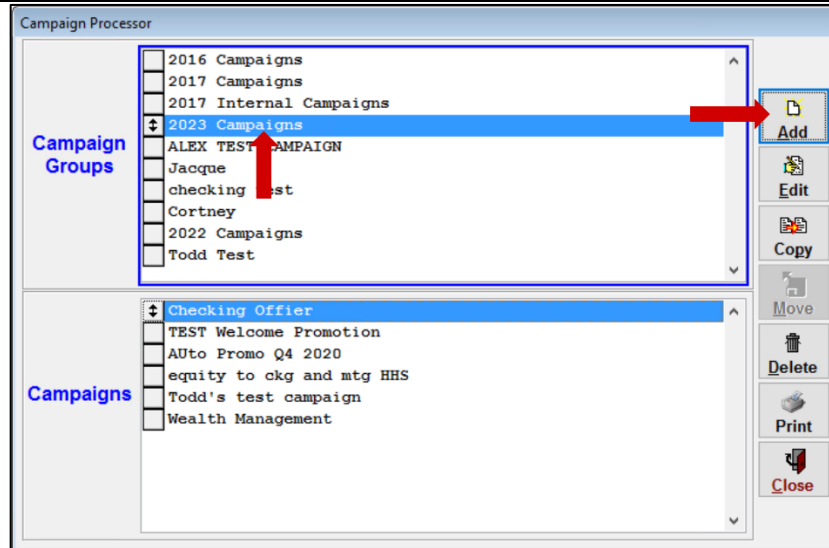 Campaign Processor
Campaign
Groups
2016 Campaigns
2017 Campaigns
2017 Internal Campaigns
2023 Campaigns
ALEX TEST CAMPAIGN
Jacque
checking test
Cortney
2022 Campaigns
Todd Test
Campaigns
Checking Offier
TEST Welcome Promotion
AUto Promo Q4 2020
equity to ckg and mtg HHS
Todd's test campaign
Wealth Management
Add
Edit
Copy
Move
Delete
Print
Close